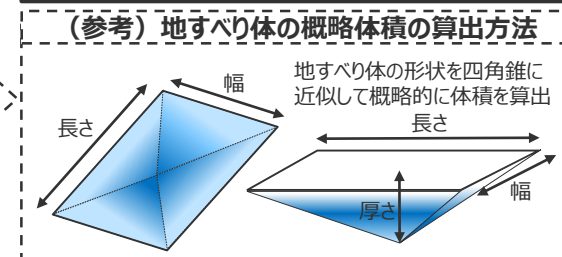 （参考）地すべり体の概略体積の算出方法
地すべり体の形状を四角錐に
近似して概略的に体積を算出
幅
長さ
長さ
幅
厚さ